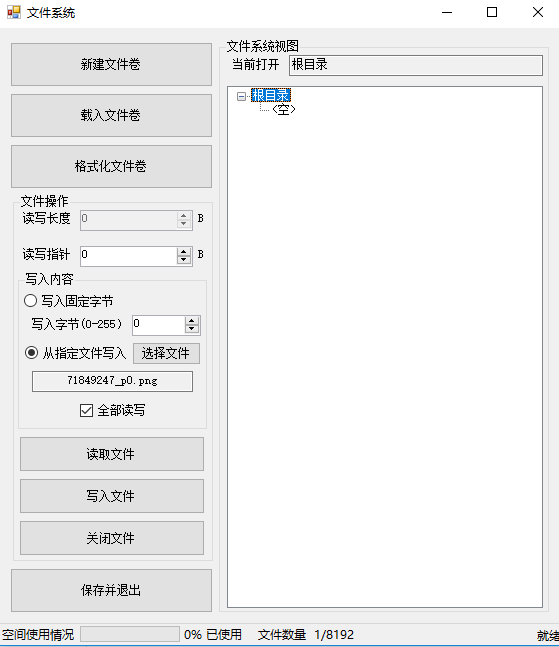 文件系统
新建文件卷
载入文件卷
格式化文件卷
文件操作
读写长度 0 B
读写指针 0 B
写入内容
写入固定字节
写入字节(0-255) 0
从指定文件写入 选择文件
71849247_p0.png
全部读写
读取文件
写入文件
关闭文件
保存并退出
文件系统视图
当前打开 根目录
根目录
<空>
空间使用情况 0% 已使用 文件数量 1/8192 就绪